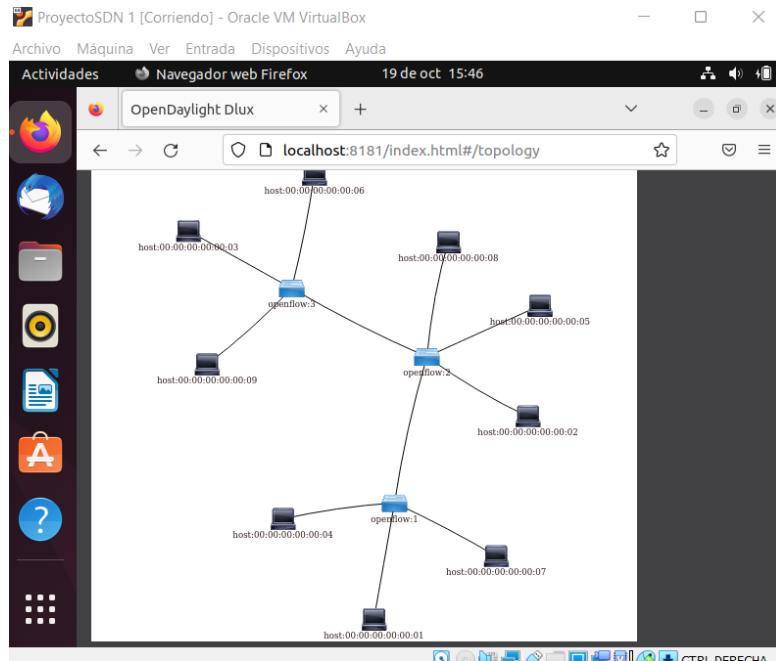 ProyectoSDN 1 [Corriendo] - Oracle VM VirtualBox
Archivo Máquina Ver Entrada Dispositivos Ayuda
Actividades Navegador web Firefox 19 de oct 15:46
OpenDaylight Dlux
localhost:8181/index.html#/topology
host:00:00:00:00:00:06
host:00:00:00:00:00:03
host:00:00:00:00:00:08
openflow:3
host:00:00:00:00:00:05
openflow:2
host:00:00:00:00:00:09
host:00:00:00:00:00:02
openflow:1
host:00:00:00:00:00:04
host:00:00:00:00:00:07
host:00:00:00:00:00:01
CTRL DERECHA